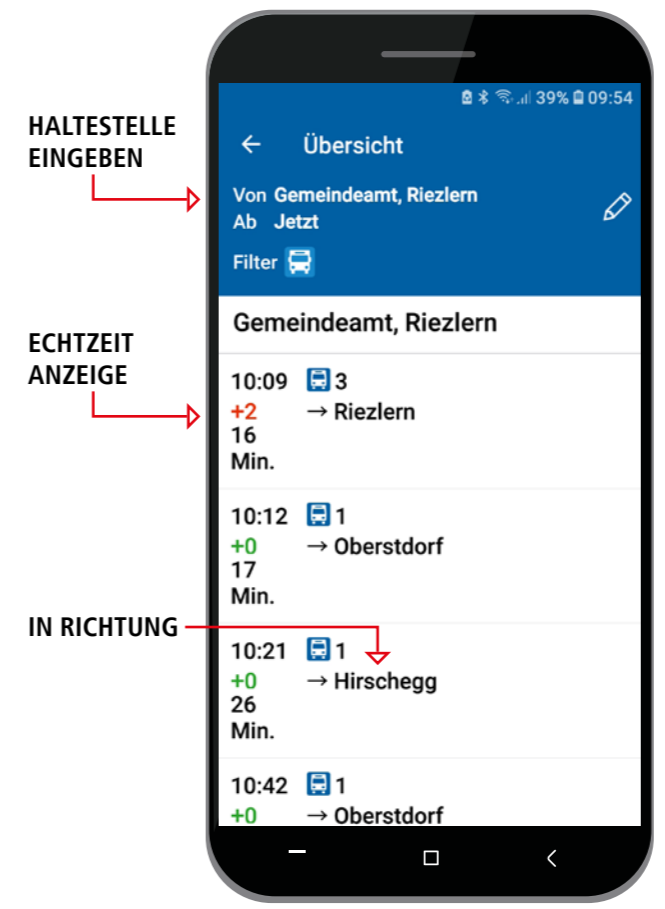 39% 09:54
HALTESTELLE
EINGEBEN
Übersicht
Von Gemeindeamt, Riezlern
Ab Jetzt
Filter
Gemeindeamt, Riezlern
ECHTZEIT
ANZEIGE
10:09 3
+2 → Riezlern
16
Min.
10:12 1
+0 → Oberstdorf
17
Min.
IN RICHTUNG
10:21 1
+0 → Hirschegg
26
Min.
10:42 1
+0 → Oberstdorf